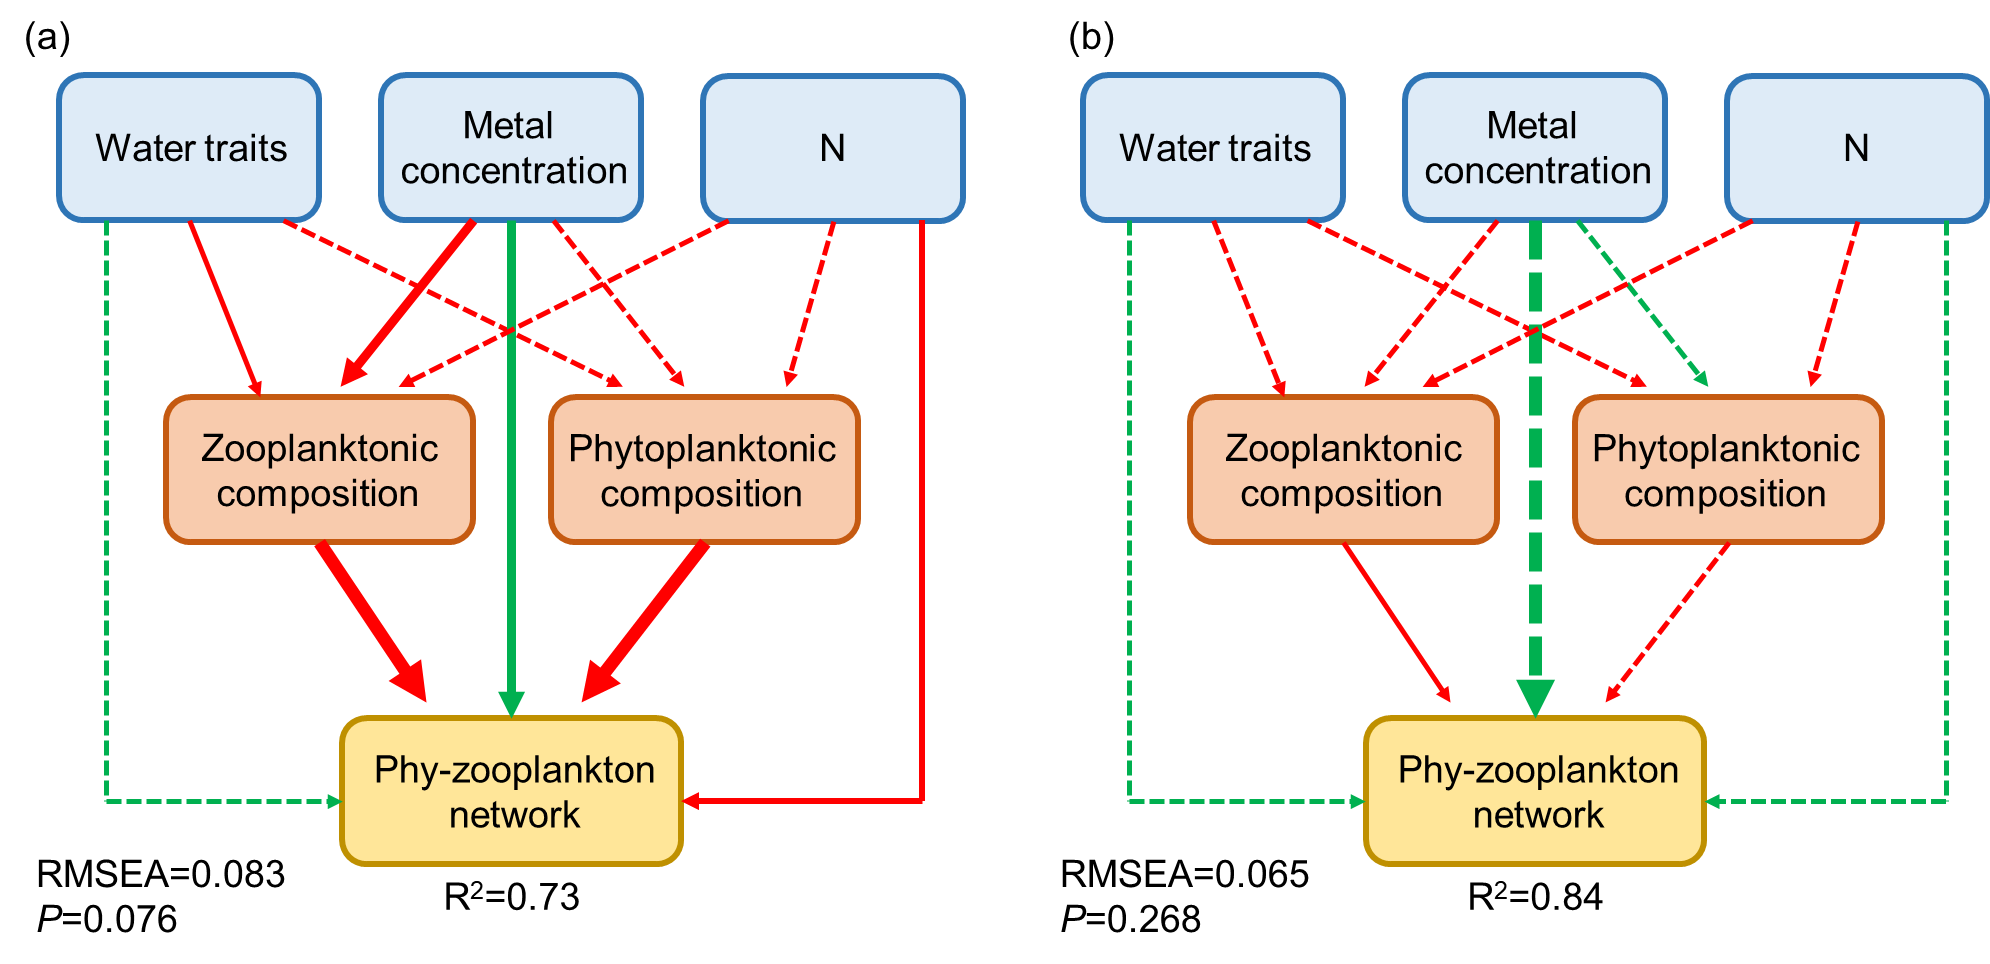 (a)
Water traits
Metal
concentration
N
Zooplanktonic
composition
Phytoplanktonic
composition
Phy-zooplankton
network
RMSEA=0.083
P=0.076
R²=0.73
(b)
Water traits
Metal
concentration
N
Zooplanktonic
composition
Phytoplanktonic
composition
Phy-zooplankton
network
RMSEA=0.065
P=0.268
R²=0.84